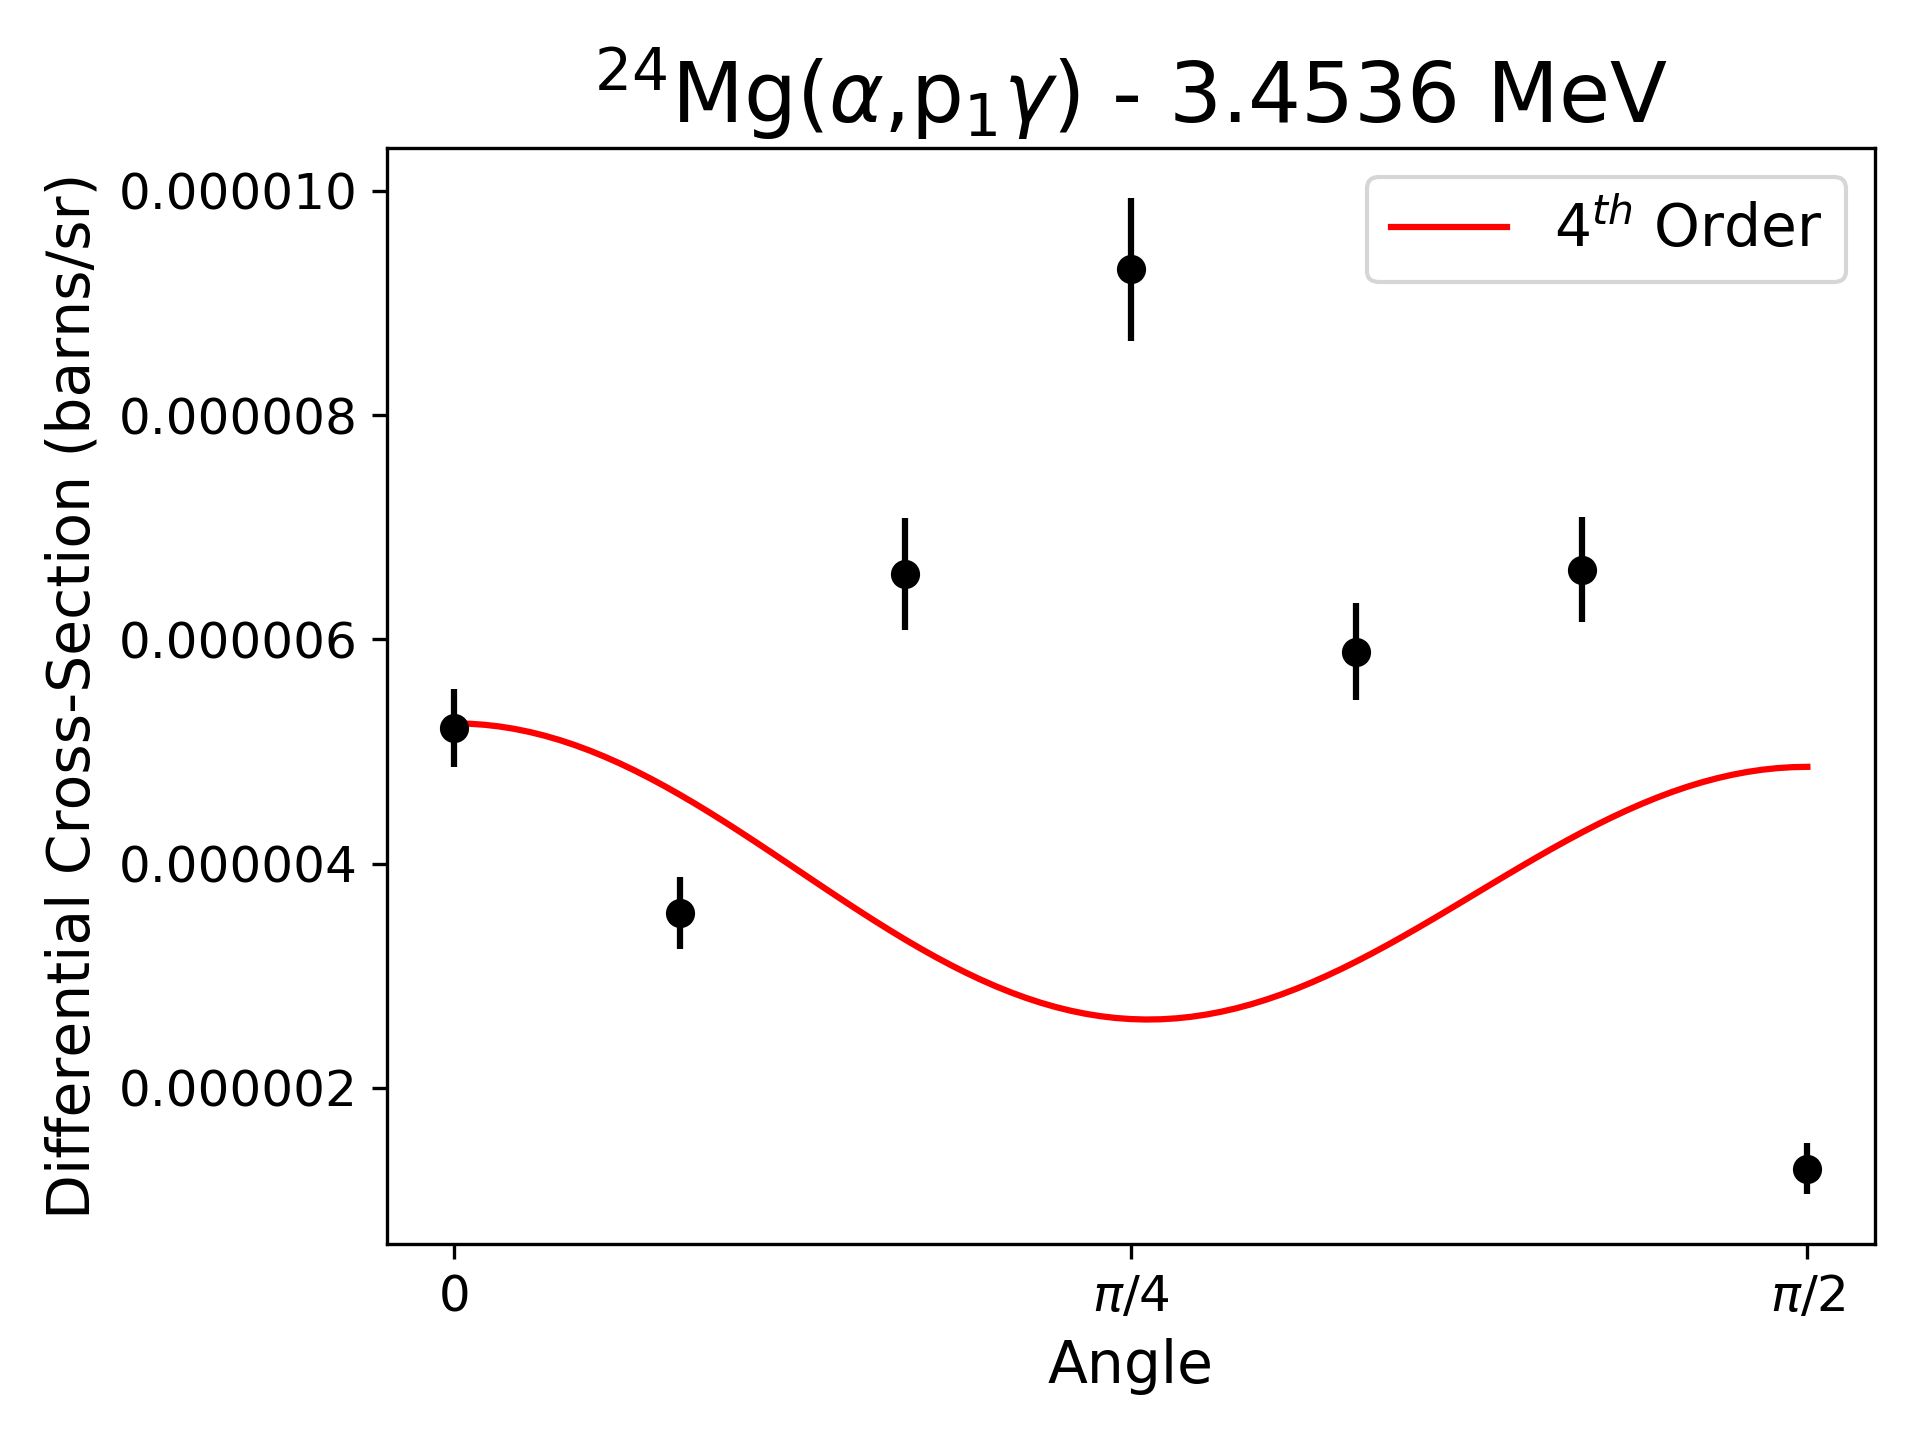 ²⁴Mg(α,p₁γ) - 3.4536 MeV
4ᵗʰ Order
Differential Cross-Section (barns/sr)
0.000010
0.000008
0.000006
0.000004
0.000002
0
π/4
π/2
Angle